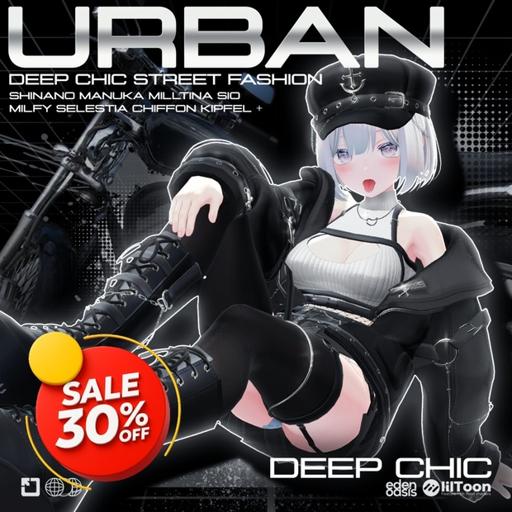 URBAN
DEEP CHIC STREET FASHION
SHINANO MANUKA MILLTINA SIO
MILFY SELESTIA CHIFFON KIPFEL +
SALE
30%
OFF
DEEP CHIC
eden
oasis
lilToon